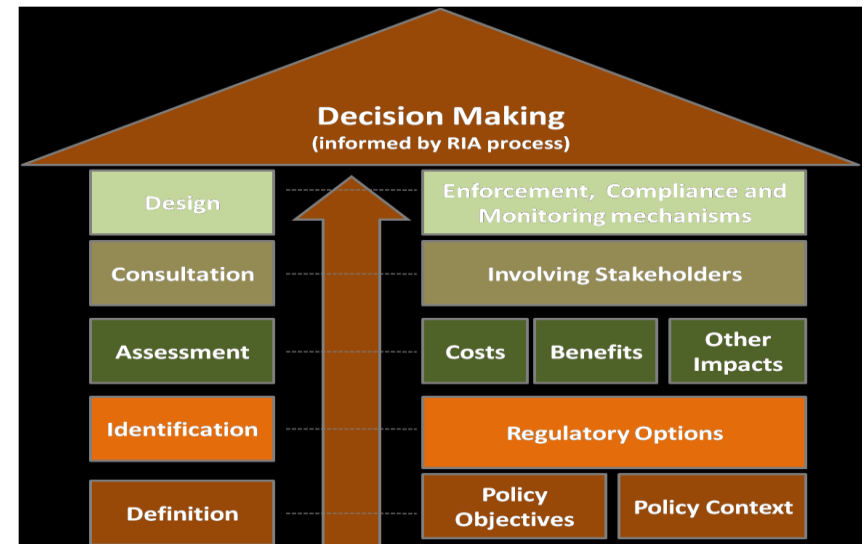 Decision Making
(informed by RIA process)
Design
Enforcement, Compliance and
Monitoring mechanisms
Consultation
Involving Stakeholders
Assessment
Costs
Benefits
Other
Impacts
Identification
Regulatory Options
Definition
Policy
Objectives
Policy Context